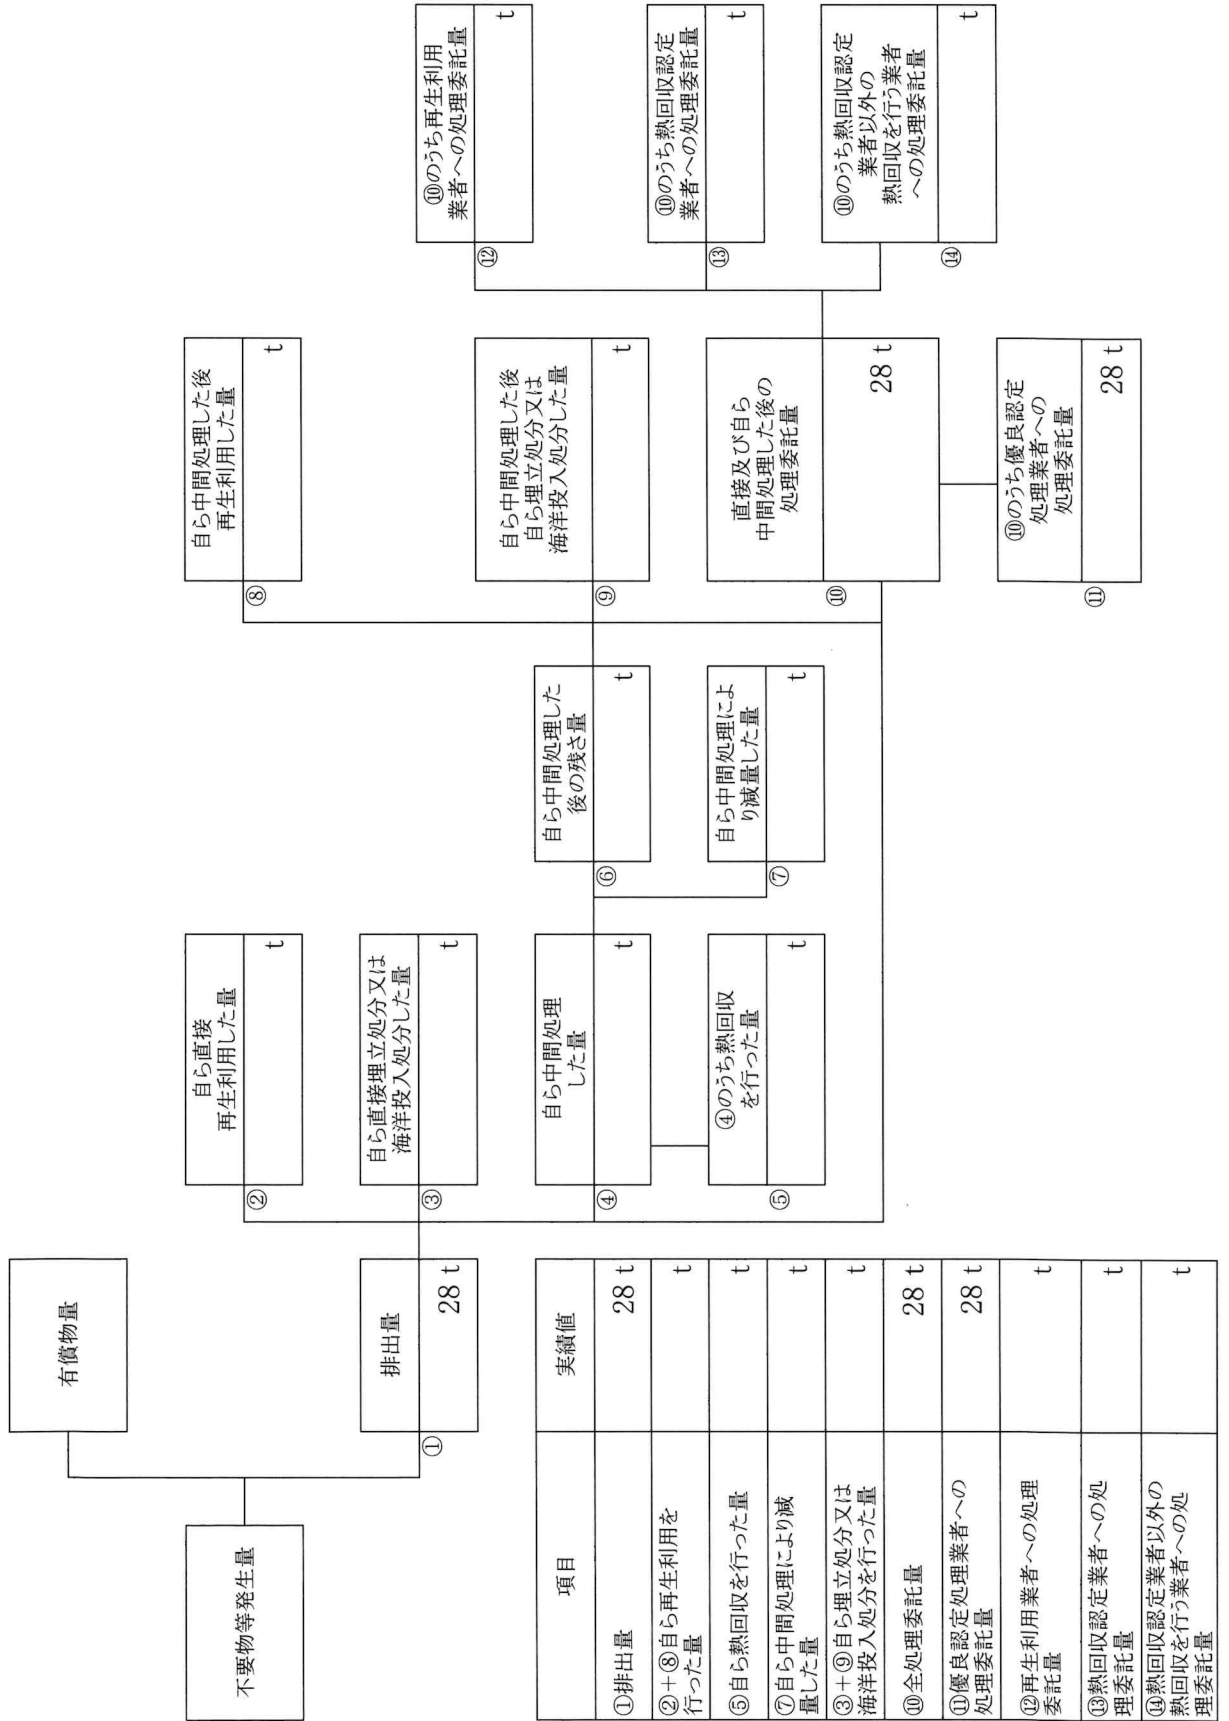 不要物等発生量
有償物量
①
排出量
28 t
②
自ら直接
再生利用した量
t
③
自ら直接埋立処分又は
海洋投入処分した量
t
④
自ら中間処理
した量
t
⑤
④のうち熱回収
を行った量
t
⑥
自ら中間処理した
後の残さ量
t
⑦
自ら中間処理によ
り減量した量
t
⑧
自ら中間処理した後
再生利用した量
t
⑨
自ら中間処理した後
自ら埋立処分又は
海洋投入処分した量
t
⑩
直接及び自ら
中間処理した後の
処理委託量
28 t
⑪
⑩のうち優良認定
処理業者への
処理委託量
28 t
⑫
⑩のうち再生利用
業者への処理委託量
t
⑬
⑩のうち熱回収認定
業者への処理委託量
t
⑭
⑩のうち熱回収認定
業者以外の
熱回収を行う業者
への処理委託量
t
項目 実績値
①排出量 28 t
②+⑧自ら再生利用を
行った量 t
⑤自ら熱回収を行った量 t
⑦自ら中間処理により減
量した量 t
③+⑨自ら埋立処分又は
海洋投入処分を行った量 t
⑩全処理委託量 28 t
⑪優良認定処理業者への
処理委託量 28 t
⑫再生利用業者への処理
委託量 t
⑬熱回収認定業者への処
理委託量 t
⑭熱回収認定業者以外の
熱回収を行う業者への処
理委託量 t